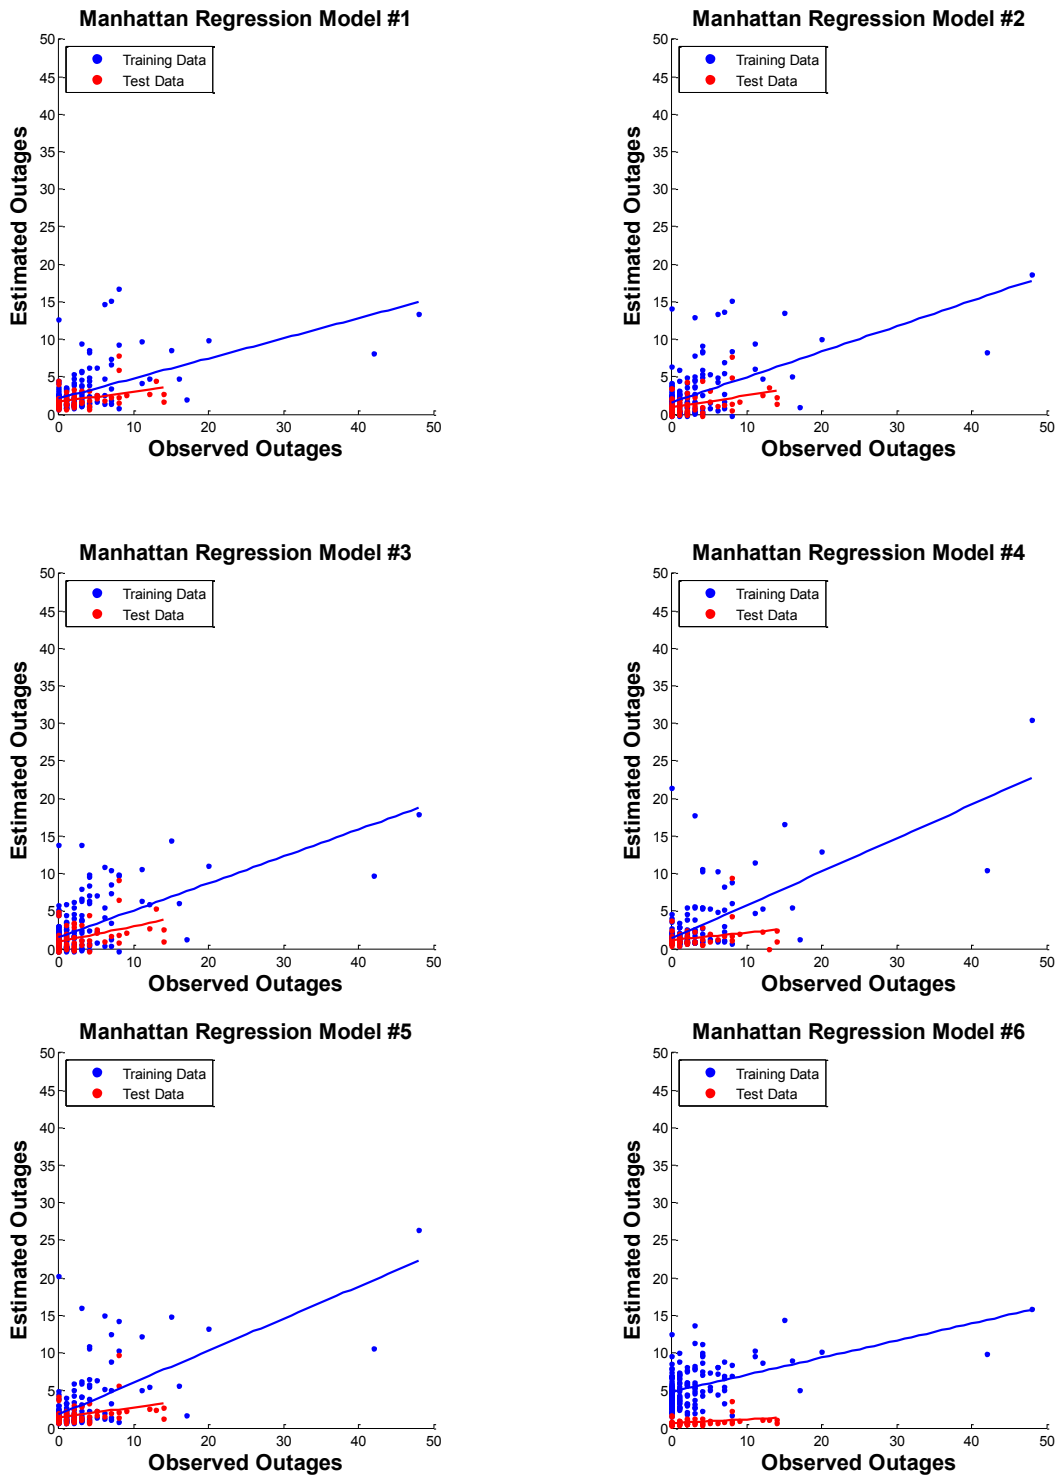 Manhattan Regression Model #1
50
45
40
35
30
25
20
15
10
5
0
0 10 20 30 40 50
Estimated Outages
Observed Outages
Training Data
Test Data
Manhattan Regression Model #2
50
45
40
35
30
25
20
15
10
5
0
0 10 20 30 40 50
Estimated Outages
Observed Outages
Training Data
Test Data
Manhattan Regression Model #3
50
45
40
35
30
25
20
15
10
5
0
0 10 20 30 40 50
Estimated Outages
Observed Outages
Training Data
Test Data
Manhattan Regression Model #4
50
45
40
35
30
25
20
15
10
5
0
0 10 20 30 40 50
Estimated Outages
Observed Outages
Training Data
Test Data
Manhattan Regression Model #5
50
45
40
35
30
25
20
15
10
5
0
0 10 20 30 40 50
Estimated Outages
Observed Outages
Training Data
Test Data
Manhattan Regression Model #6
50
45
40
35
30
25
20
15
10
5
0
0 10 20 30 40 50
Estimated Outages
Observed Outages
Training Data
Test Data